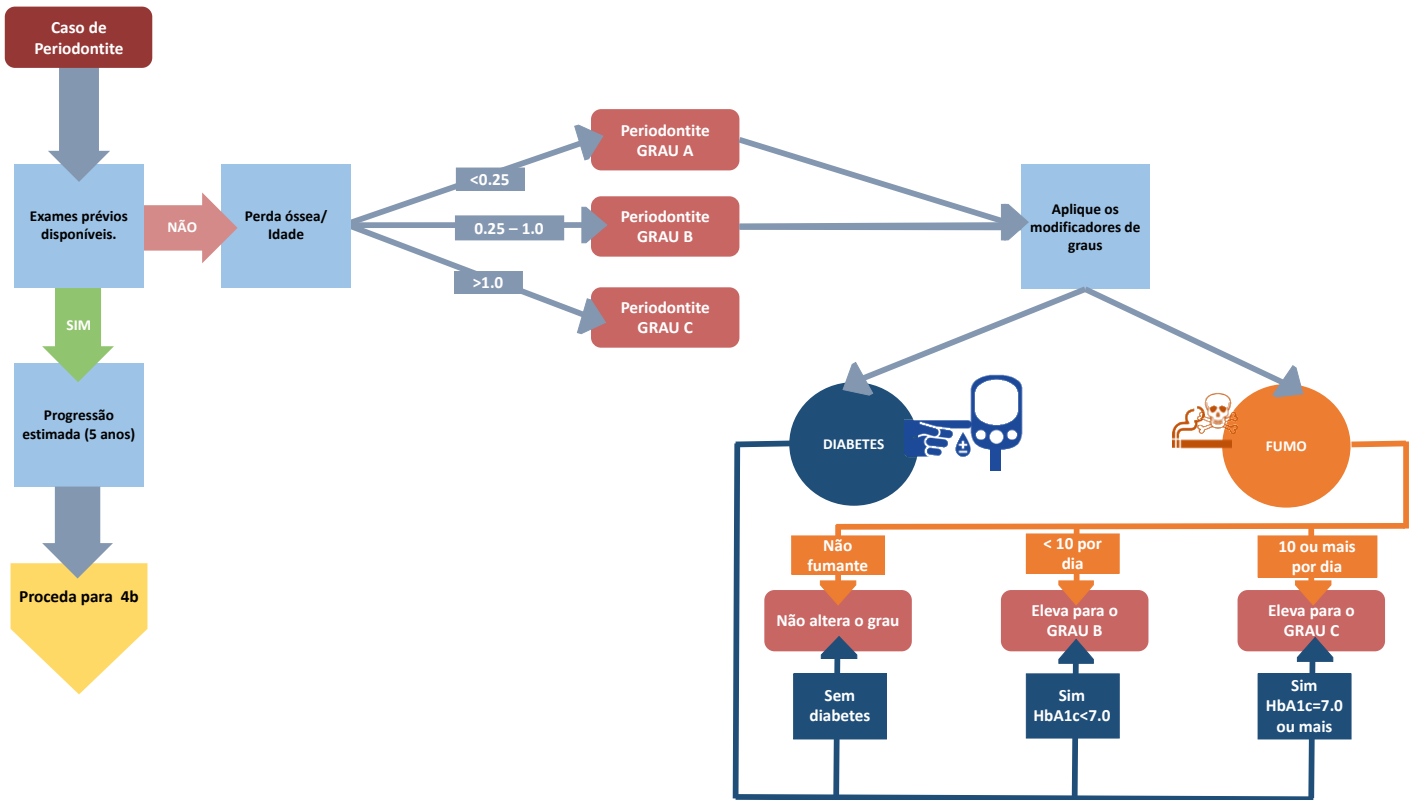 Caso de
Periodontite
Exames prévios
disponíveis.
NÃO
Perda óssea/
Idade
<0.25
0.25 – 1.0
>1.0
Periodontite
GRAU A
Periodontite
GRAU B
Periodontite
GRAU C
Aplique os
modificadores de
graus
SIM
Progressão
estimada (5 anos)
Proceda para 4b
DIABETES
FUMO
Não
fumante
< 10 por
dia
10 ou mais
por dia
Não altera o grau
Eleva para o
GRAU B
Eleva para o
GRAU C
Sem
diabetes
Sim
HbA1c<7.0
Sim
HbA1c=7.0
ou mais